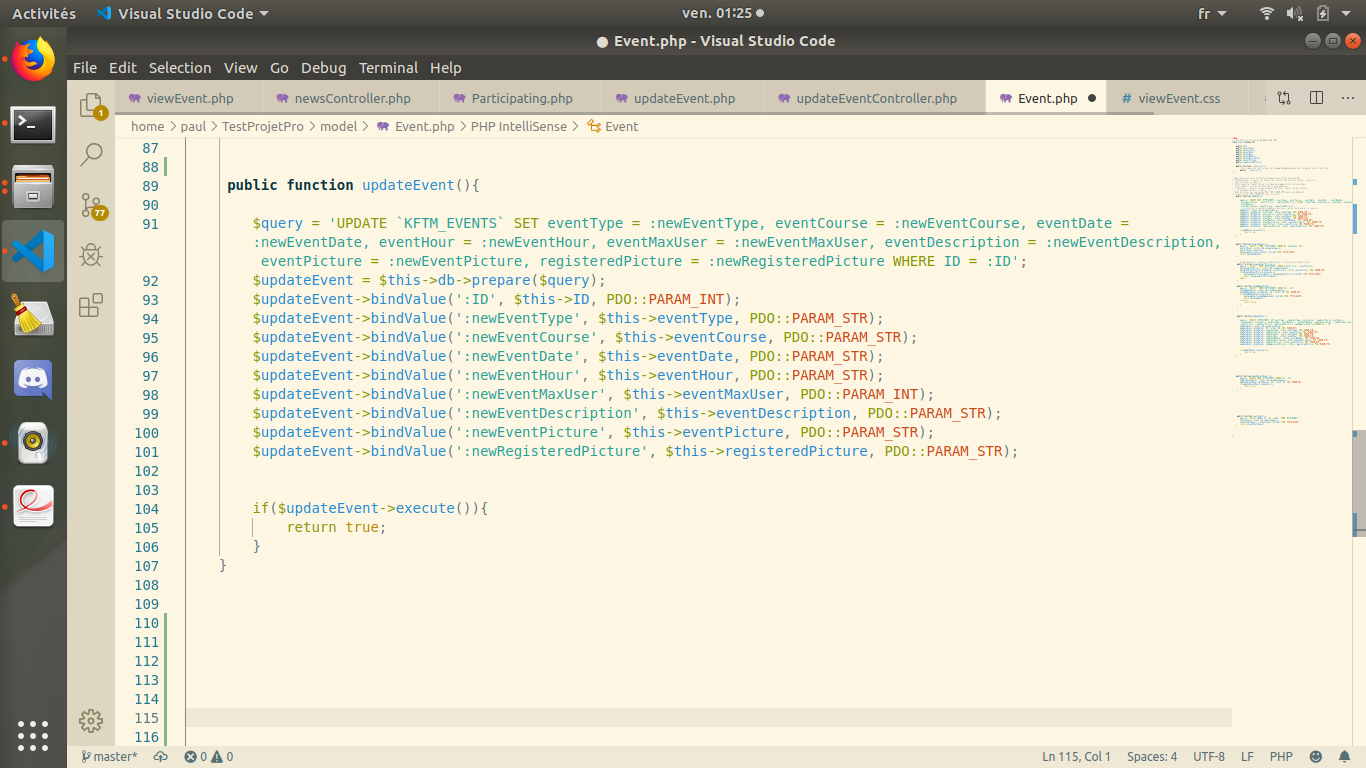 Activités Visual Studio Code ven. 01:25 fr
Event.php - Visual Studio Code
File Edit Selection View Go Debug Terminal Help
viewEvent.php newsController.php Participating.php updateEvent.php updateEventController.php Event.php # viewEvent.css
home > paul > TestProjetPro > model > Event.php > PHP IntelliSense > Event
1
77
87
88
89 public function updateEvent(){
90
91 $query = 'UPDATE `KFTM_EVENTS` SET eventType = :newEventType, eventCourse = :newEventCourse, eventDate =
:newEventDate, eventHour = :newEventHour, eventMaxUser = :newEventMaxUser, eventDescription = :newEventDescription,
eventPicture = :newEventPicture, registeredPicture = :newRegisteredPicture WHERE ID = :ID';
92 $updateEvent = $this->db->prepare($query);
93 $updateEvent->bindValue(':ID', $this->ID, PDO::PARAM_INT);
94 $updateEvent->bindValue(':newEventType', $this->eventType, PDO::PARAM_STR);
95 $updateEvent->bindValue(':newEventCourse', $this->eventCourse, PDO::PARAM_STR);
96 $updateEvent->bindValue(':newEventDate', $this->eventDate, PDO::PARAM_STR);
97 $updateEvent->bindValue(':newEventHour', $this->eventHour, PDO::PARAM_STR);
98 $updateEvent->bindValue(':newEventMaxUser', $this->eventMaxUser, PDO::PARAM_INT);
99 $updateEvent->bindValue(':newEventDescription', $this->eventDescription, PDO::PARAM_STR);
100 $updateEvent->bindValue(':newEventPicture', $this->eventPicture, PDO::PARAM_STR);
101 $updateEvent->bindValue(':newRegisteredPicture', $this->registeredPicture, PDO::PARAM_STR);
102
103
104 if($updateEvent->execute()){
105 return true;
106 }
107 }
108
109
110
111
112
113
114
115
116
master* 0 0 Ln 115, Col 1 Spaces: 4 UTF-8 LF PHP